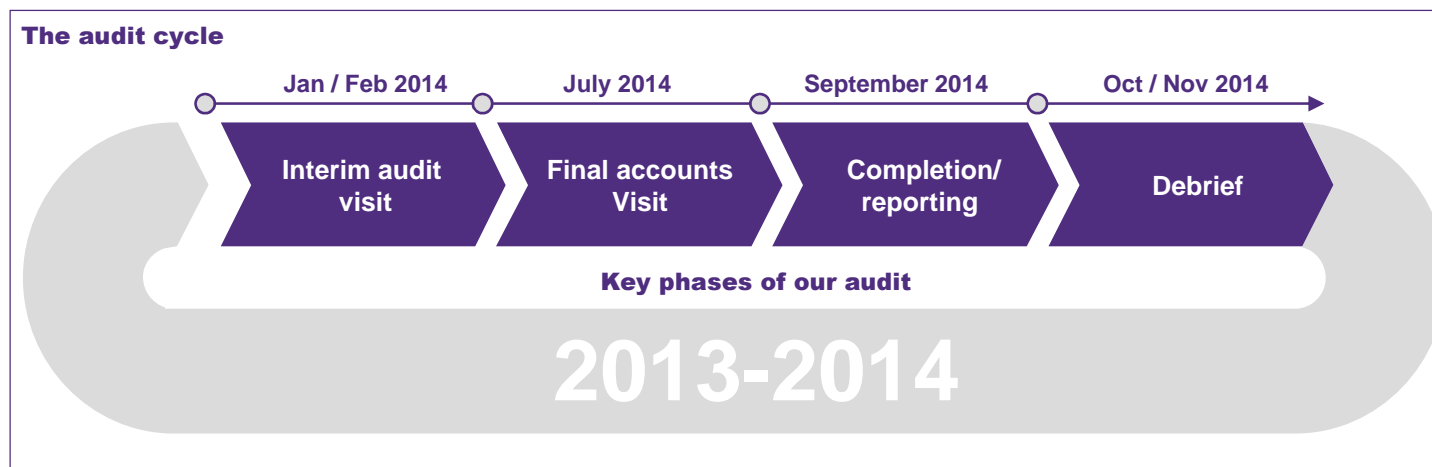 The audit cycle
Jan / Feb 2014
July 2014
September 2014
Oct / Nov 2014
Interim audit
visit
Final accounts
Visit
Completion/
reporting
Debrief
Key phases of our audit
2013-2014